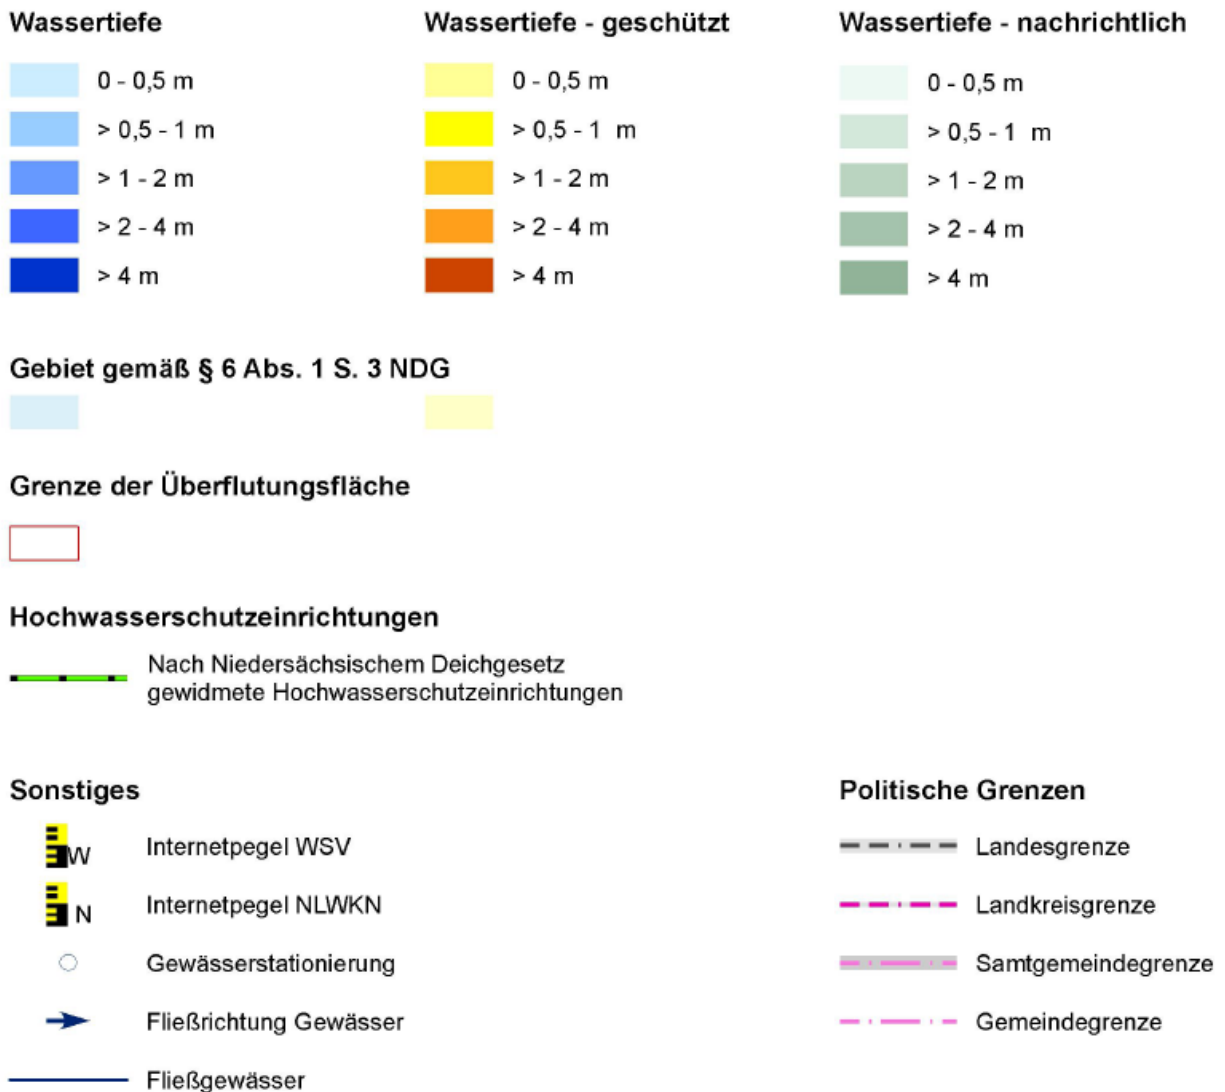 Wassertiefe
0 - 0,5 m
> 0,5 - 1 m
> 1 - 2 m
> 2 - 4 m
> 4 m
Wassertiefe - geschützt
0 - 0,5 m
> 0,5 - 1 m
> 1 - 2 m
> 2 - 4 m
> 4 m
Wassertiefe - nachrichtlich
0 - 0,5 m
> 0,5 - 1 m
> 1 - 2 m
> 2 - 4 m
> 4 m
Gebiet gemäß § 6 Abs. 1 S. 3 NDG
Grenze der Überflutungsfläche
Hochwasserschutzeinrichtungen
Nach Niedersächsischem Deichgesetz
gewidmete Hochwasserschutzeinrichtungen
Sonstiges
W Internetpegel WSV
N Internetpegel NLWKN
Gewässerstationierung
Fließrichtung Gewässer
Fließgewässer
Politische Grenzen
Landesgrenze
Landkreisgrenze
Samtgemeindegrenze
Gemeindegrenze